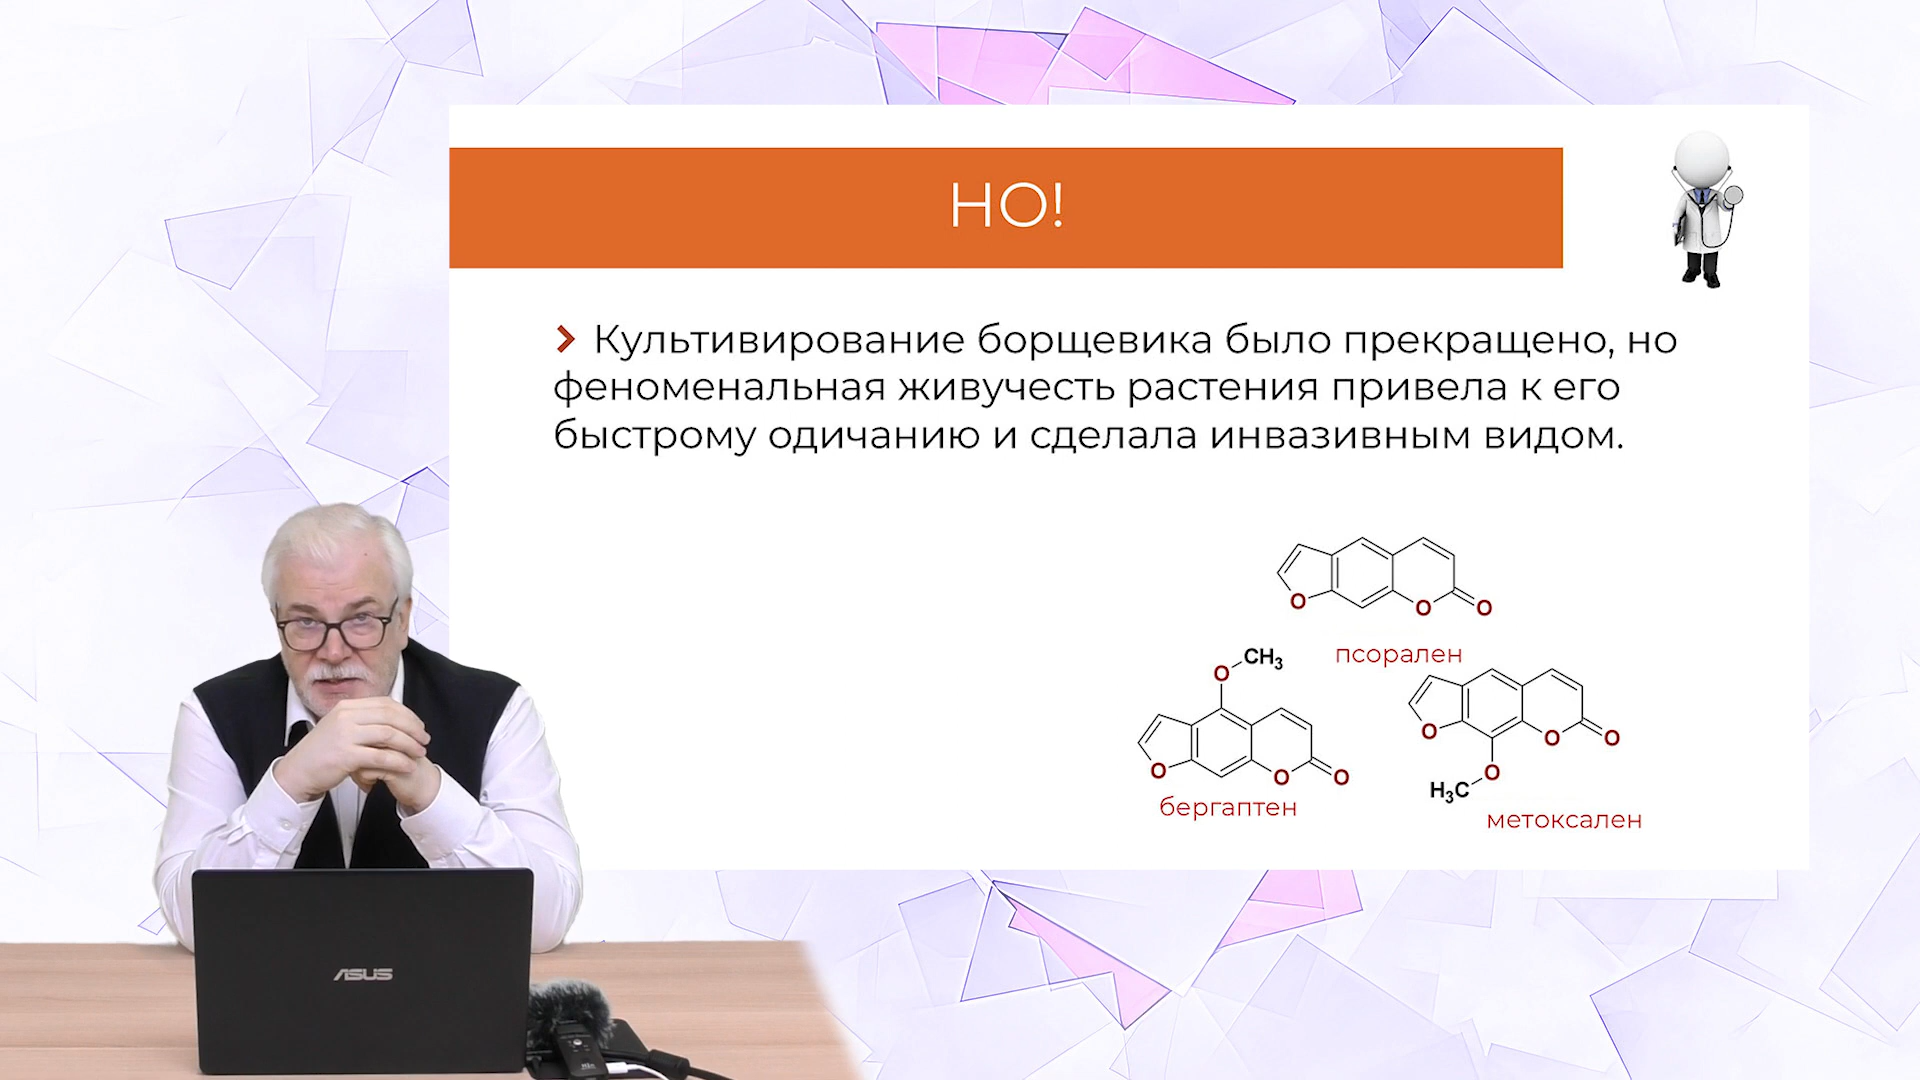 НО!
Культивирование борщевика было прекращено, но
феноменальная живучесть растения привела к его
быстрому одичанию и сделала инвазивным видом.
O
O
O
псорален
O
CH₃
O
O
O
бергаптен
O
O
O
O
H₃C
метоксален
ASUS